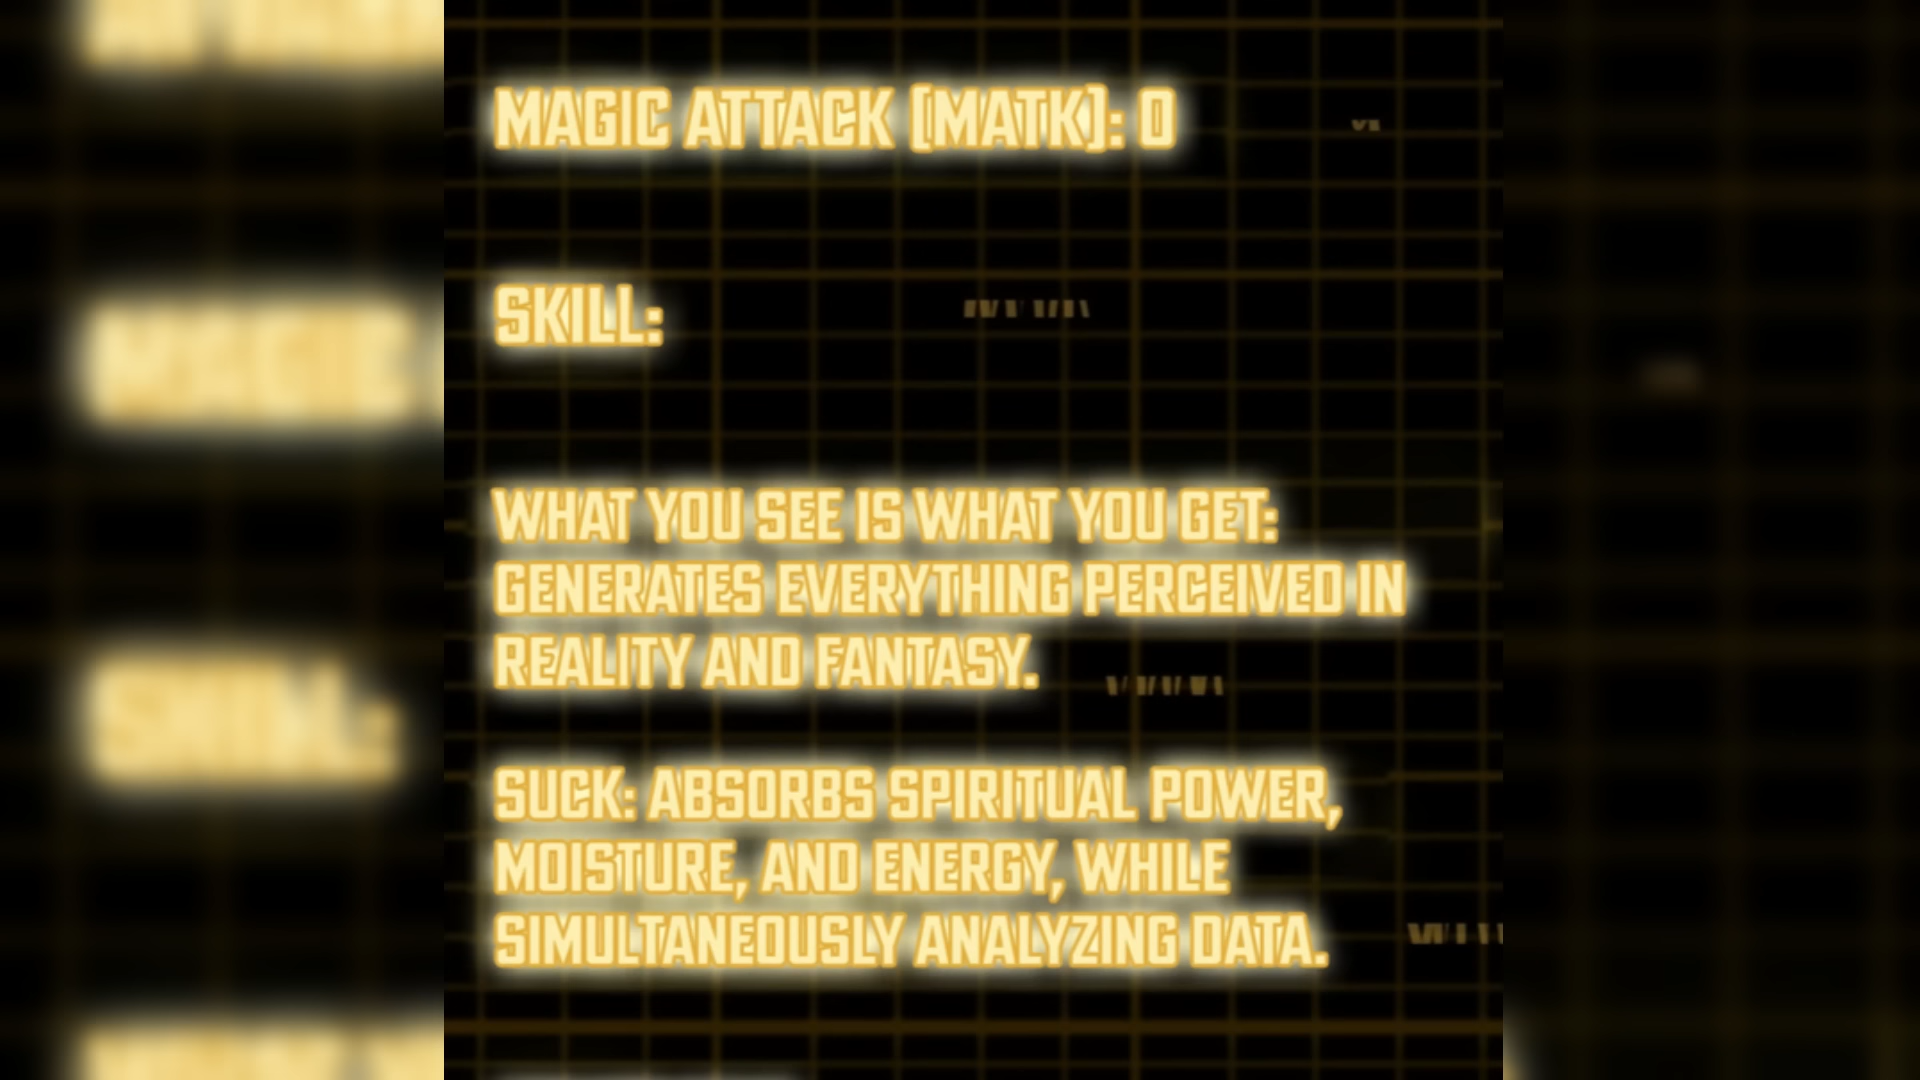 MAGIC ATTACK [MATK]: 0
SKILL:
WHAT YOU SEE IS WHAT YOU GET:
GENERATES EVERYTHING PERCEIVED IN
REALITY AND FANTASY.
SUCK: ABSORBS SPIRITUAL POWER,
MOISTURE, AND ENERGY, WHILE
SIMULTANEOUSLY ANALYZING DATA.